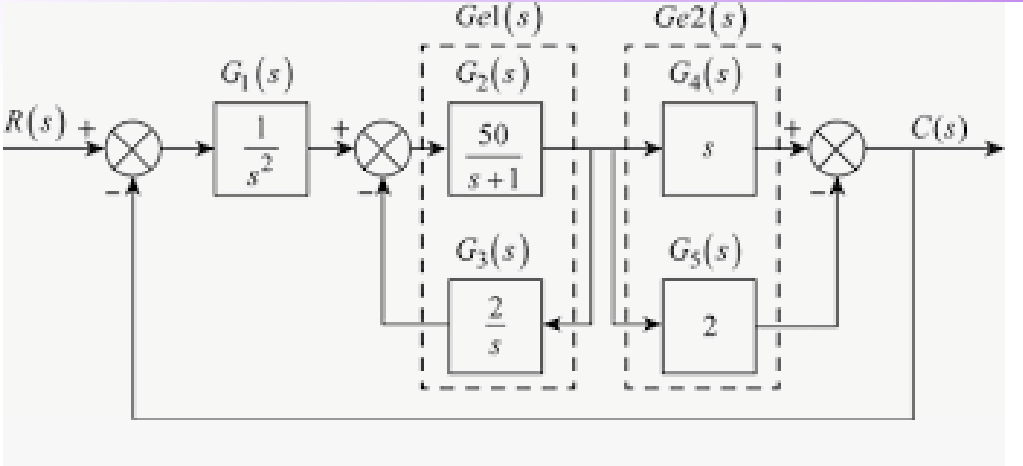 Ge1(s) Ge2(s)
G₁(s) G₂(s) G₄(s)
R(s) + 1/s² + 50/(s+1) s + C(s)
− − −
G₃(s) G₅(s)
2/s 2